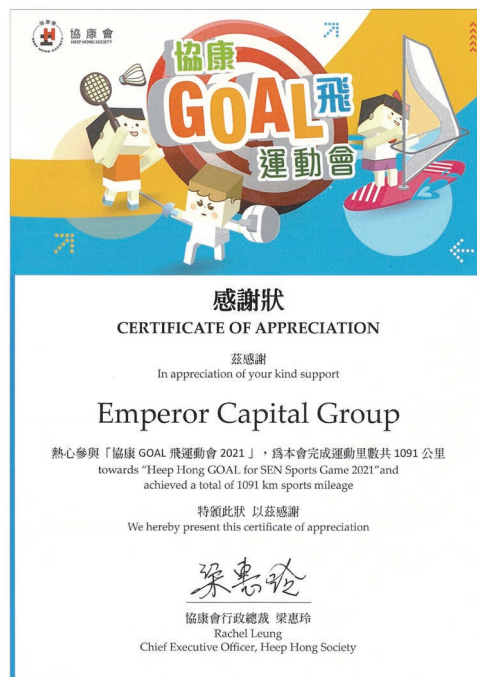 協康會
HEEP HONG SOCIETY
協康
GOAL飛
運動會
感謝狀
CERTIFICATE OF APPRECIATION
茲感謝
In appreciation of your kind support
Emperor Capital Group
熱心參與「協康 GOAL 飛運動會 2021」，為本會完成運動里數共 1091 公里
towards “Heep Hong GOAL for SEN Sports Game 2021”and
achieved a total of 1091 km sports mileage
特頒此狀 以茲感謝
We hereby present this certificate of appreciation
梁惠玲
協康會行政總裁 梁惠玲
Rachel Leung
Chief Executive Officer, Heep Hong Society